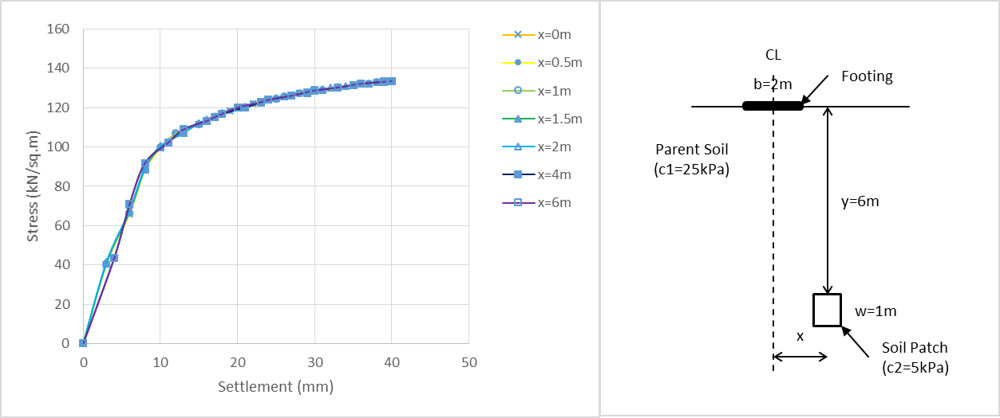 160
140
120
100
80
60
40
20
0
0 10 20 30 40 50
Stress (kN/sq.m)
Settlement (mm)
x=0m
x=0.5m
x=1m
x=1.5m
x=2m
x=4m
x=6m
CL
b=2m
Footing
Parent Soil
(c1=25kPa)
y=6m
w=1m
x
Soil Patch
(c2=5kPa)